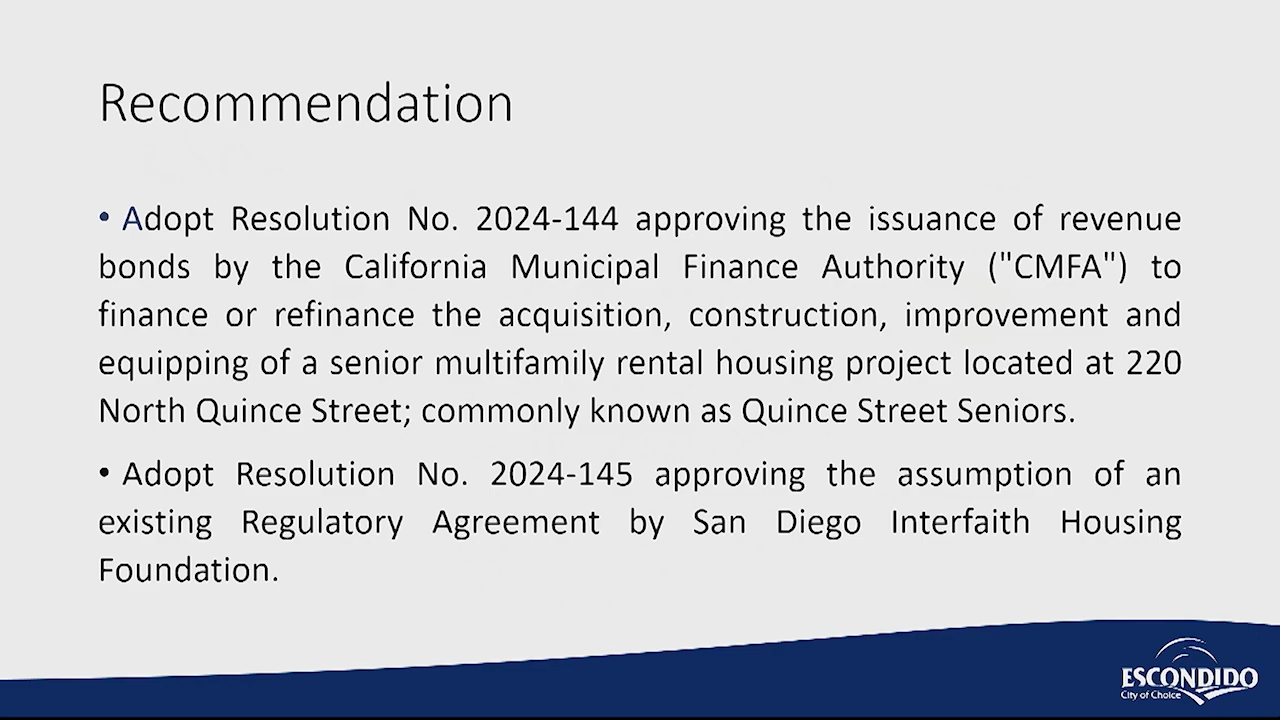 Recommendation
• Adopt Resolution No. 2024-144 approving the issuance of revenue
bonds by the California Municipal Finance Authority ("CMFA") to
finance or refinance the acquisition, construction, improvement and
equipping of a senior multifamily rental housing project located at 220
North Quince Street; commonly known as Quince Street Seniors.
• Adopt Resolution No. 2024-145 approving the assumption of an
existing Regulatory Agreement by San Diego Interfaith Housing
Foundation.
ESCONDIDO
City of Choice